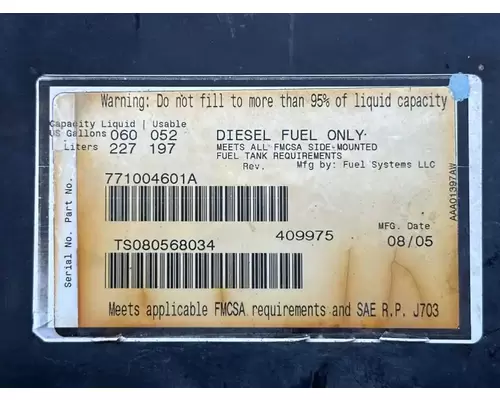 Warning: Do not fill to more than 95% of liquid capacity
Capacity Liquid | Usable
US Gallons 060 052
Liters 227 197
DIESEL FUEL ONLY
MEETS ALL FMCSA SIDE-MOUNTED
FUEL TANK REQUIREMENTS
Rev. Mfg by: Fuel Systems LLC
Part No.
771004601A
AAA01397AW
409975
MFG. Date
08/05
Serial No.
TS080568034
Meets applicable FMCSA requirements and SAE R.P. J703